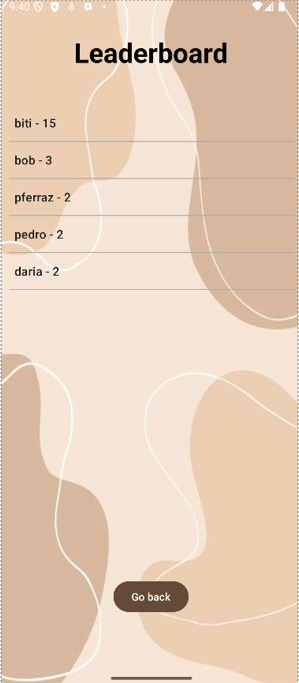 9:40
Leaderboard
biti - 15
bob - 3
pferraz - 2
pedro - 2
daria - 2
Go back